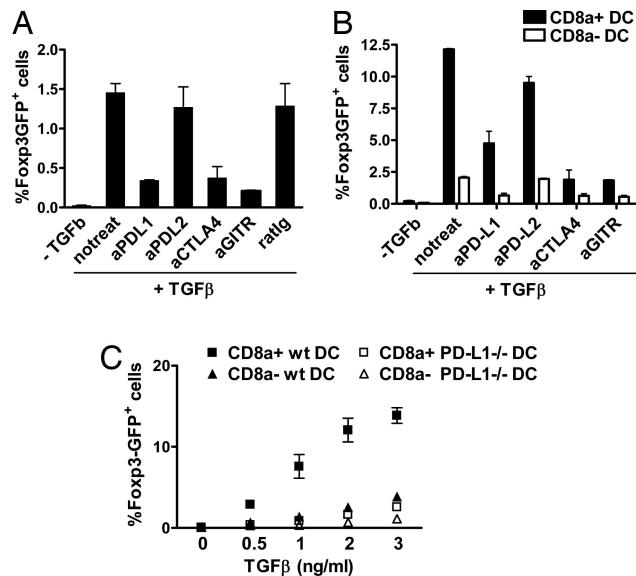 A
%Foxp3GFP+ cells
2.0
1.5
1.0
0.5
0.0
-TGFb
notreat
aPDL1
aPDL2
aCTLA4
aGITR
ratIg
+ TGFβ
B
CD8a+ DC
CD8a- DC
%Foxp3GFP+ cells
12.5
10.0
7.5
5.0
2.5
0.0
-TGFb
notreat
aPD-L1
aPD-L2
aCTLA4
aGITR
+ TGFβ
C
CD8a+ wt DC
CD8a+ PD-L1-/- DC
CD8a- wt DC
CD8a- PD-L1-/- DC
%Foxp3-GFP+ cells
20
10
0
0 0.5 1 2 3
TGFβ (ng/ml)